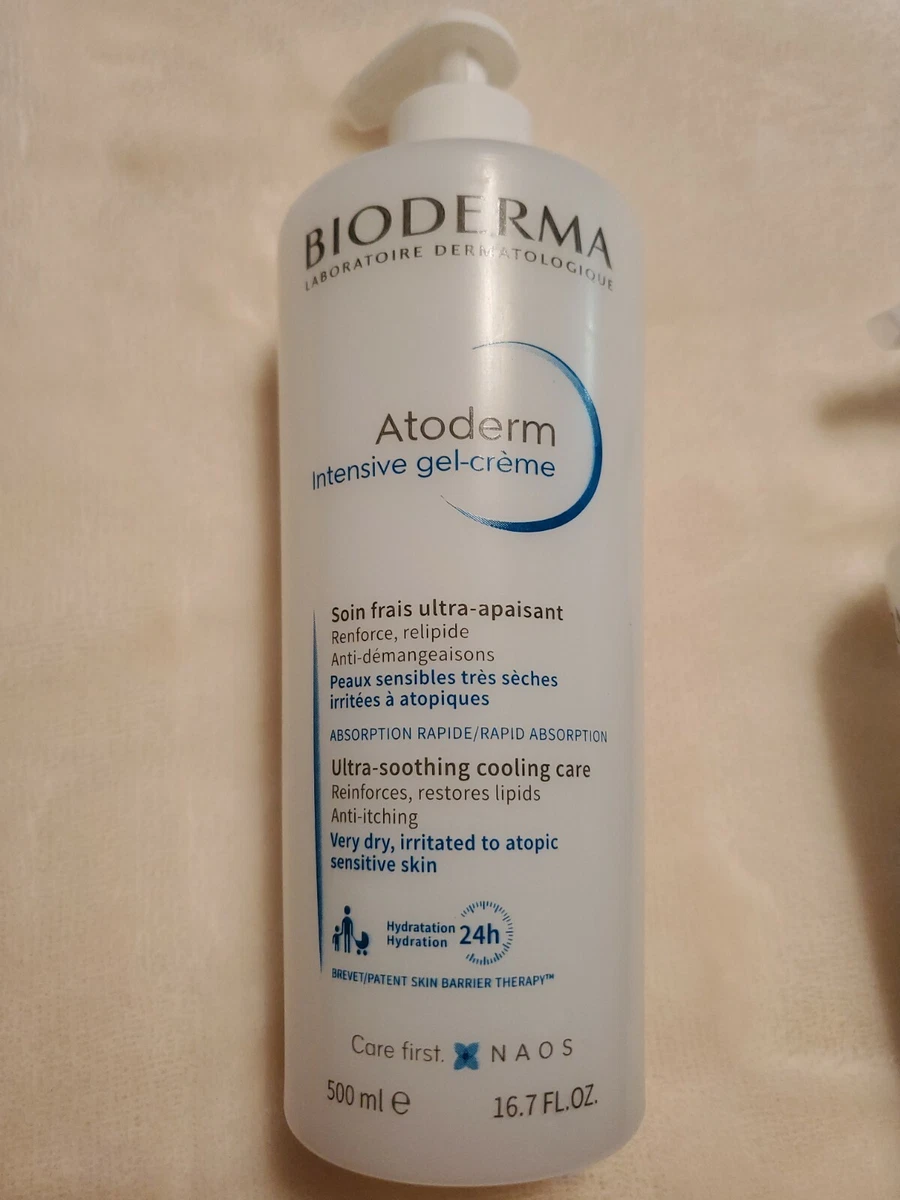 BIODERMA
LABORATOIRE DERMATOLOGIQUE
Atoderm
Intensive gel-crème
Soin frais ultra-apaisant
Renforce, relipide
Anti-démangeaisons
Peaux sensibles très sèches
irritées à atopiques
ABSORPTION RAPIDE/RAPID ABSORPTION
Ultra-soothing cooling care
Reinforces, restores lipids
Anti-itching
Very dry, irritated to atopic
sensitive skin
Hydratation
Hydration 24h
BREVET/PATENT SKIN BARRIER THERAPY™
Care first. NAOS
500 ml ℮ 16.7 FL.OZ.